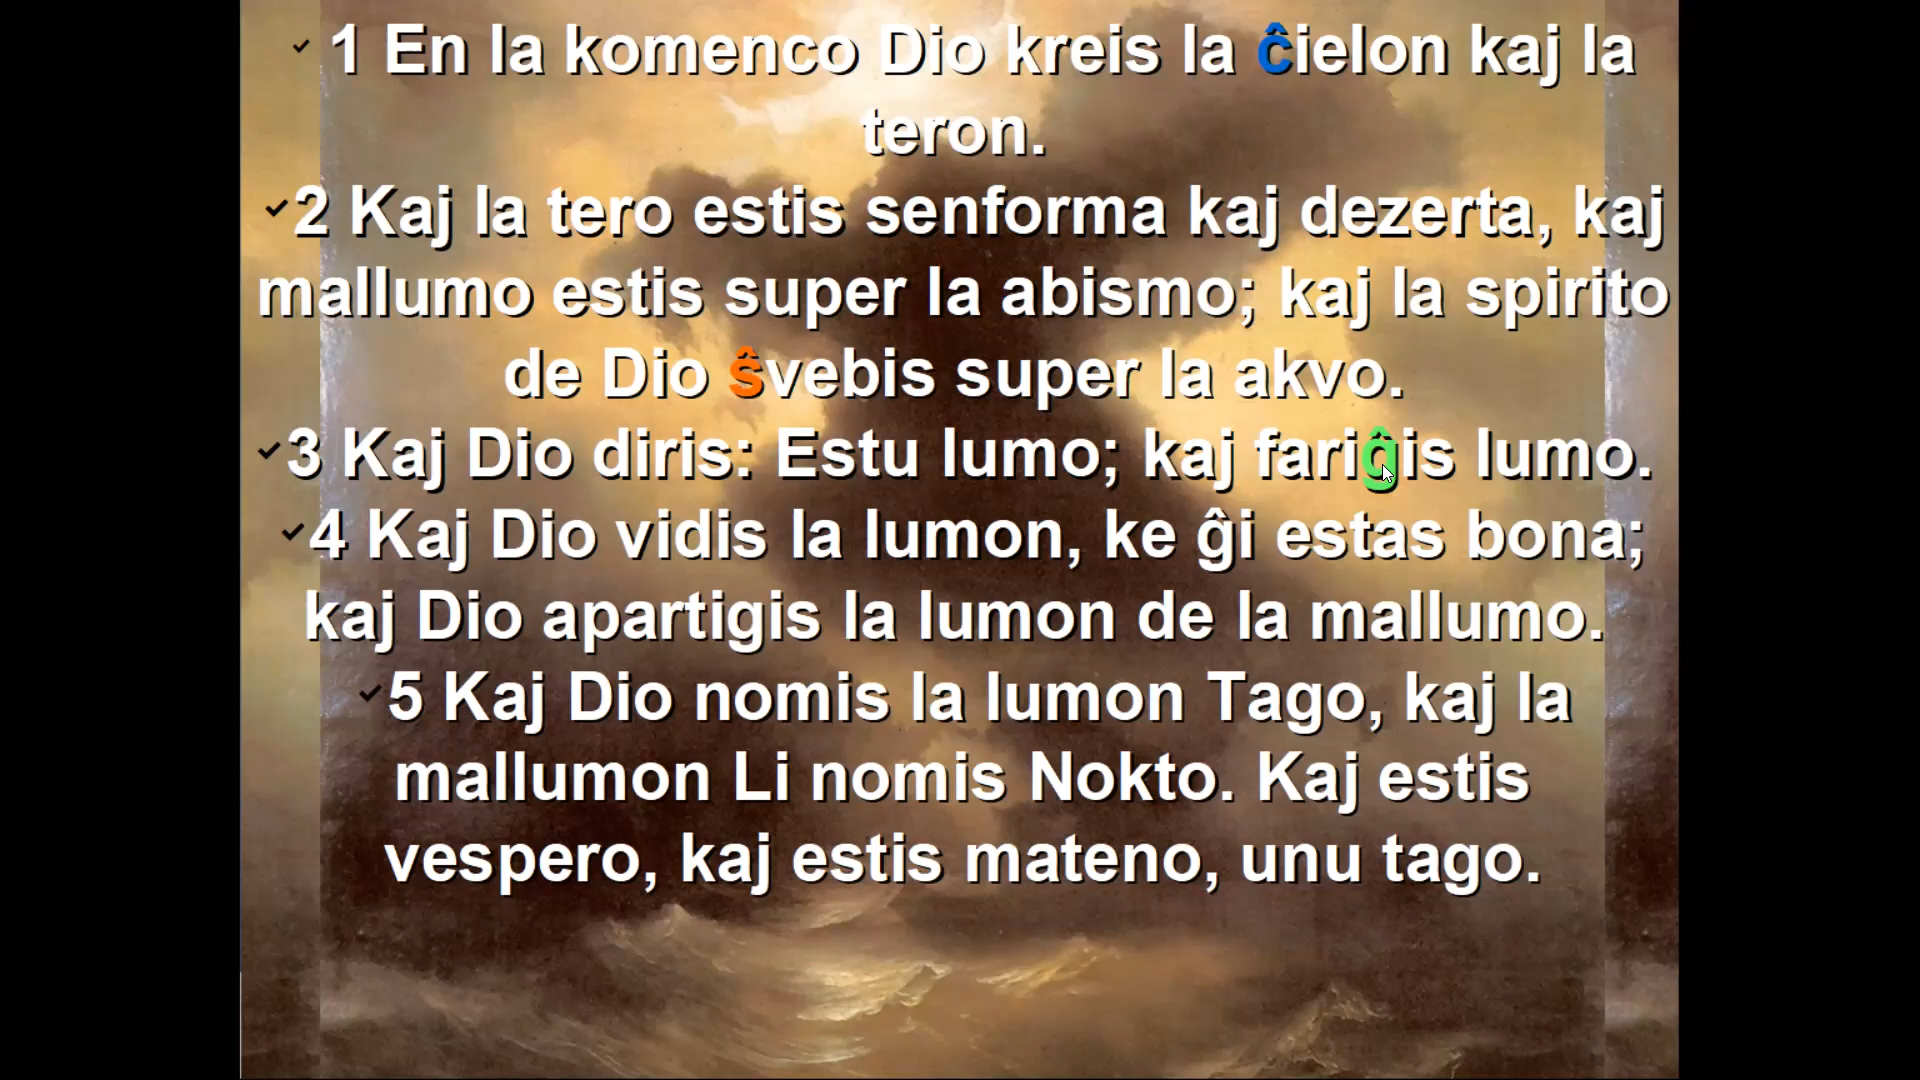 1 En la komenco Dio kreis la ĉielon kaj la
teron.
2 Kaj la tero estis senforma kaj dezerta, kaj
mallumo estis super la abismo; kaj la spirito
de Dio ŝvebis super la akvo.
3 Kaj Dio diris: Estu lumo; kaj fariĝis lumo.
4 Kaj Dio vidis la lumon, ke ĝi estas bona;
kaj Dio apartigis la lumon de la mallumo.
5 Kaj Dio nomis la lumon Tago, kaj la
mallumon Li nomis Nokto. Kaj estis
vespero, kaj estis mateno, unu tago.